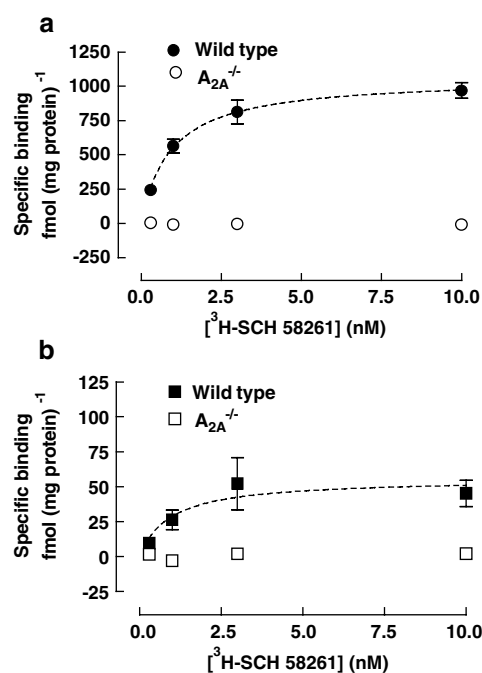 a
Wild type
A2A-/-
Specific binding
fmol (mg protein) -1
1250
1000
750
500
250
0
-250
0.0 2.5 5.0 7.5 10.0
[3H-SCH 58261] (nM)
b
Wild type
A2A-/-
Specific binding
fmol (mg protein) -1
125
100
75
50
25
0
-25
0.0 2.5 5.0 7.5 10.0
[3H-SCH 58261] (nM)